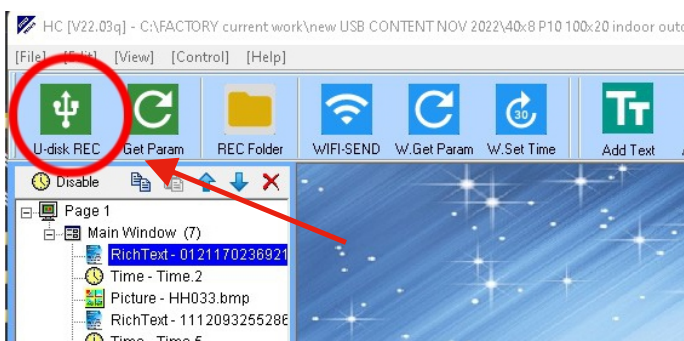 HC [V22.03q] - C:\FACTORY current work\new USB CONTENT NOV 2022\40x8 P10 100x20 indoor outd
[File] [Edit] [View] [Control] [Help]
U-disk REC Get Param REC Folder WIFI-SEND W.Get Param W.Set Time Add Text
30
Disable
Page 1
Main Window (7)
RichText - 0121170236921
Time - Time.2
Picture - HH033.bmp
RichText - 1112093255286
Time - Time.5